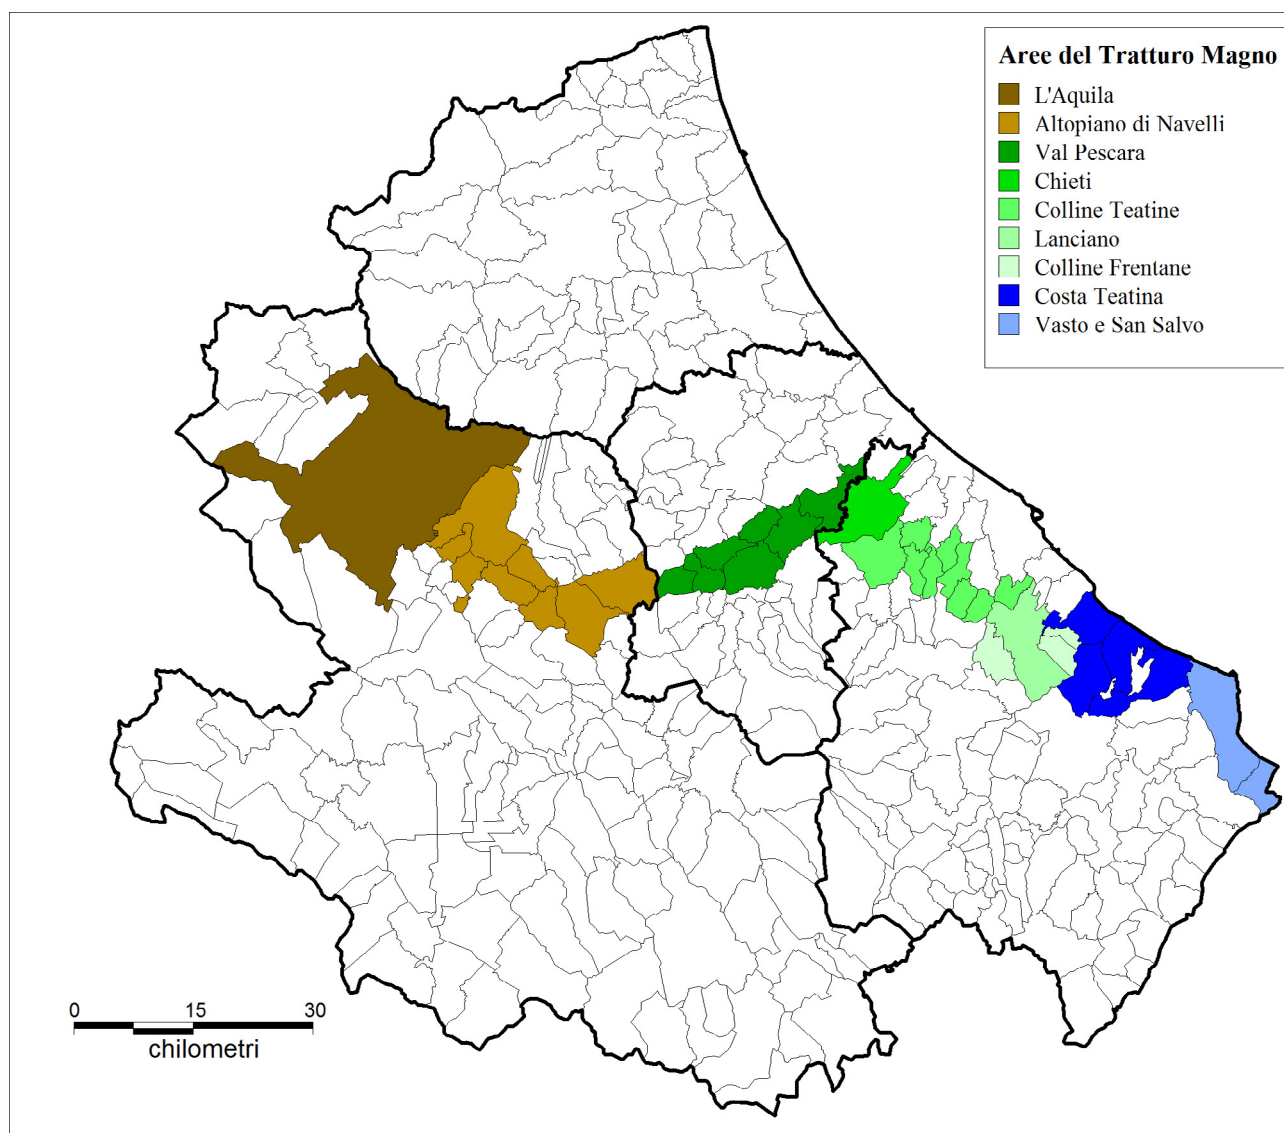 Aree del Tratturo Magno
L'Aquila
Altopiano di Navelli
Val Pescara
Chieti
Colline Teatine
Lanciano
Colline Frentane
Costa Teatina
Vasto e San Salvo
0 15 30
chilometri